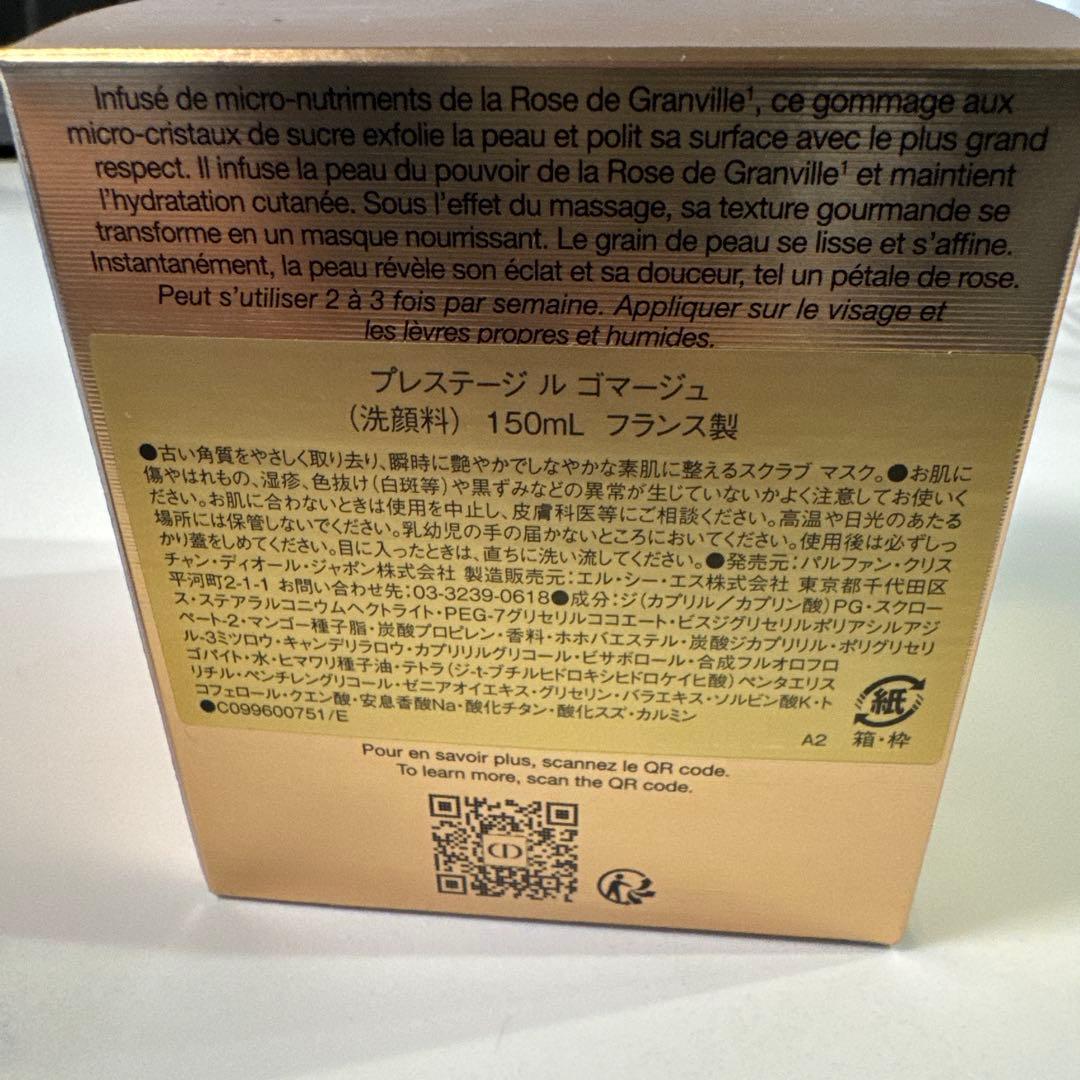 Infusé de micro-nutriments de la Rose de Granville¹, ce gommage aux
micro-cristaux de sucre exfolie la peau et polit sa surface avec le plus grand
respect. Il infuse la peau du pouvoir de la Rose de Granville¹ et maintient
l'hydratation cutanée. Sous l'effet du massage, sa texture gourmande se
transforme en un masque nourrissant. Le grain de peau se lisse et s'affine.
Instantanément, la peau révèle son éclat et sa douceur, tel un pétale de rose.
Peut s'utiliser 2 à 3 fois par semaine. Appliquer sur le visage et
les lèvres propres et humides.
プレステージ ル ゴマージュ
（洗顔料） 150mL フランス製
●古い角質をやさしく取り去り、瞬時に艶やかでしなやかな素肌に整えるスクラブ マスク。●お肌に
傷やはれもの、湿疹、色抜け（白斑等）や黒ずみなどの異常が生じていないかよく注意してお使いく
ださい。お肌に合わないときは使用を中止し、皮膚科医等にご相談ください。高温や日光のあたる
場所には保管しないでください。乳幼児の手の届かないところにおいてください。使用後は必ずしっ
かり蓋をしめてください。目に入ったときは、直ちに洗い流してください。●発売元：パルファン・クリス
チャン・ディオール・ジャポン株式会社 製造販売元：エル・シー・エス株式会社 東京都千代田区
平河町2-1-1 お問い合わせ先：03-3239-0618●成分：ジ（カプリル／カプリン酸）PG・スクロー
ス・ステアラルコニウムヘクトライト・PEG-7グリセリルココエート・ビスジグリセリルポリアシルアジ
ペート-2・マンゴー種子脂・炭酸プロピレン・香料・ホホバエステル・炭酸ジカプリリル・ポリグリセリ
ル-3ミツロウ・キャンデリラロウ・カプリリルグリコール・ビサボロール・合成フルオロフロ
ゴパイト・水・ヒマワリ種子油・テトラ（ジ-t-ブチルヒドロキシヒドロケイヒ酸）ペンタエリス
リチル・ペンチレングリコール・ゼニアオイエキス・グリセリン・バラエキス・ソルビン酸K・ト
コフェロール・クエン酸・安息香酸Na・酸化チタン・酸化スズ・カルミン
●C099600751/E
紙
A2 箱・枠
Pour en savoir plus, scannez le QR code.
To learn more, scan the QR code.
CD